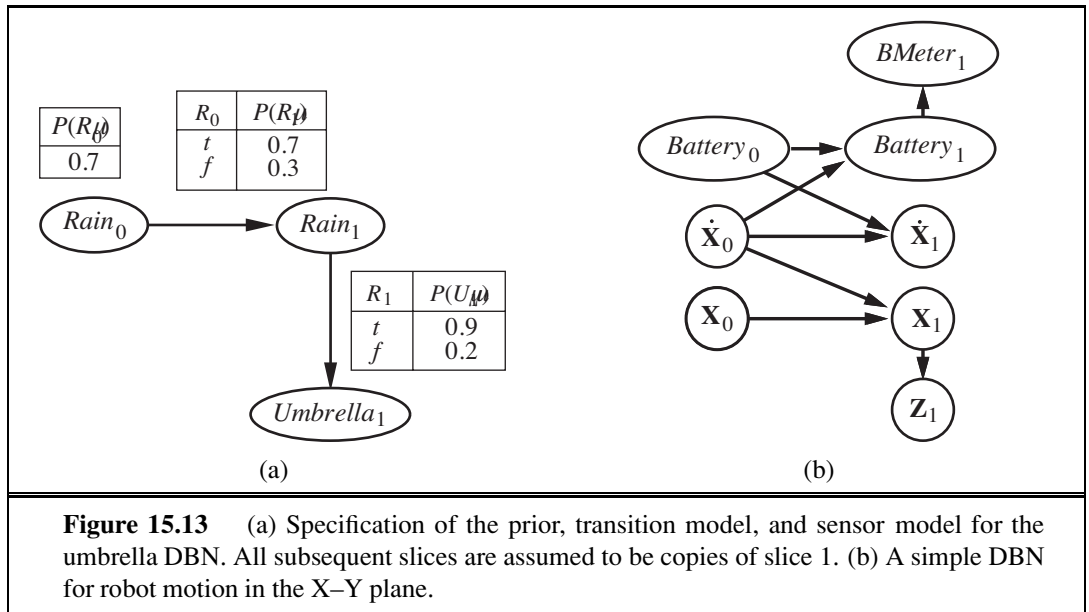 R₀
0.7
t 0.7
f 0.3
Rain₀
Rain₁
R₁
t 0.9
f 0.2
Umbrella₁
(a)
BMeter₁
Battery₀
Battery₁
Ẋ₀
Ẋ₁
X₀
X₁
Z₁
(b)
Figure 15.13 (a) Specification of the prior, transition model, and sensor model for the
umbrella DBN. All subsequent slices are assumed to be copies of slice 1. (b) A simple DBN
for robot motion in the X–Y plane.